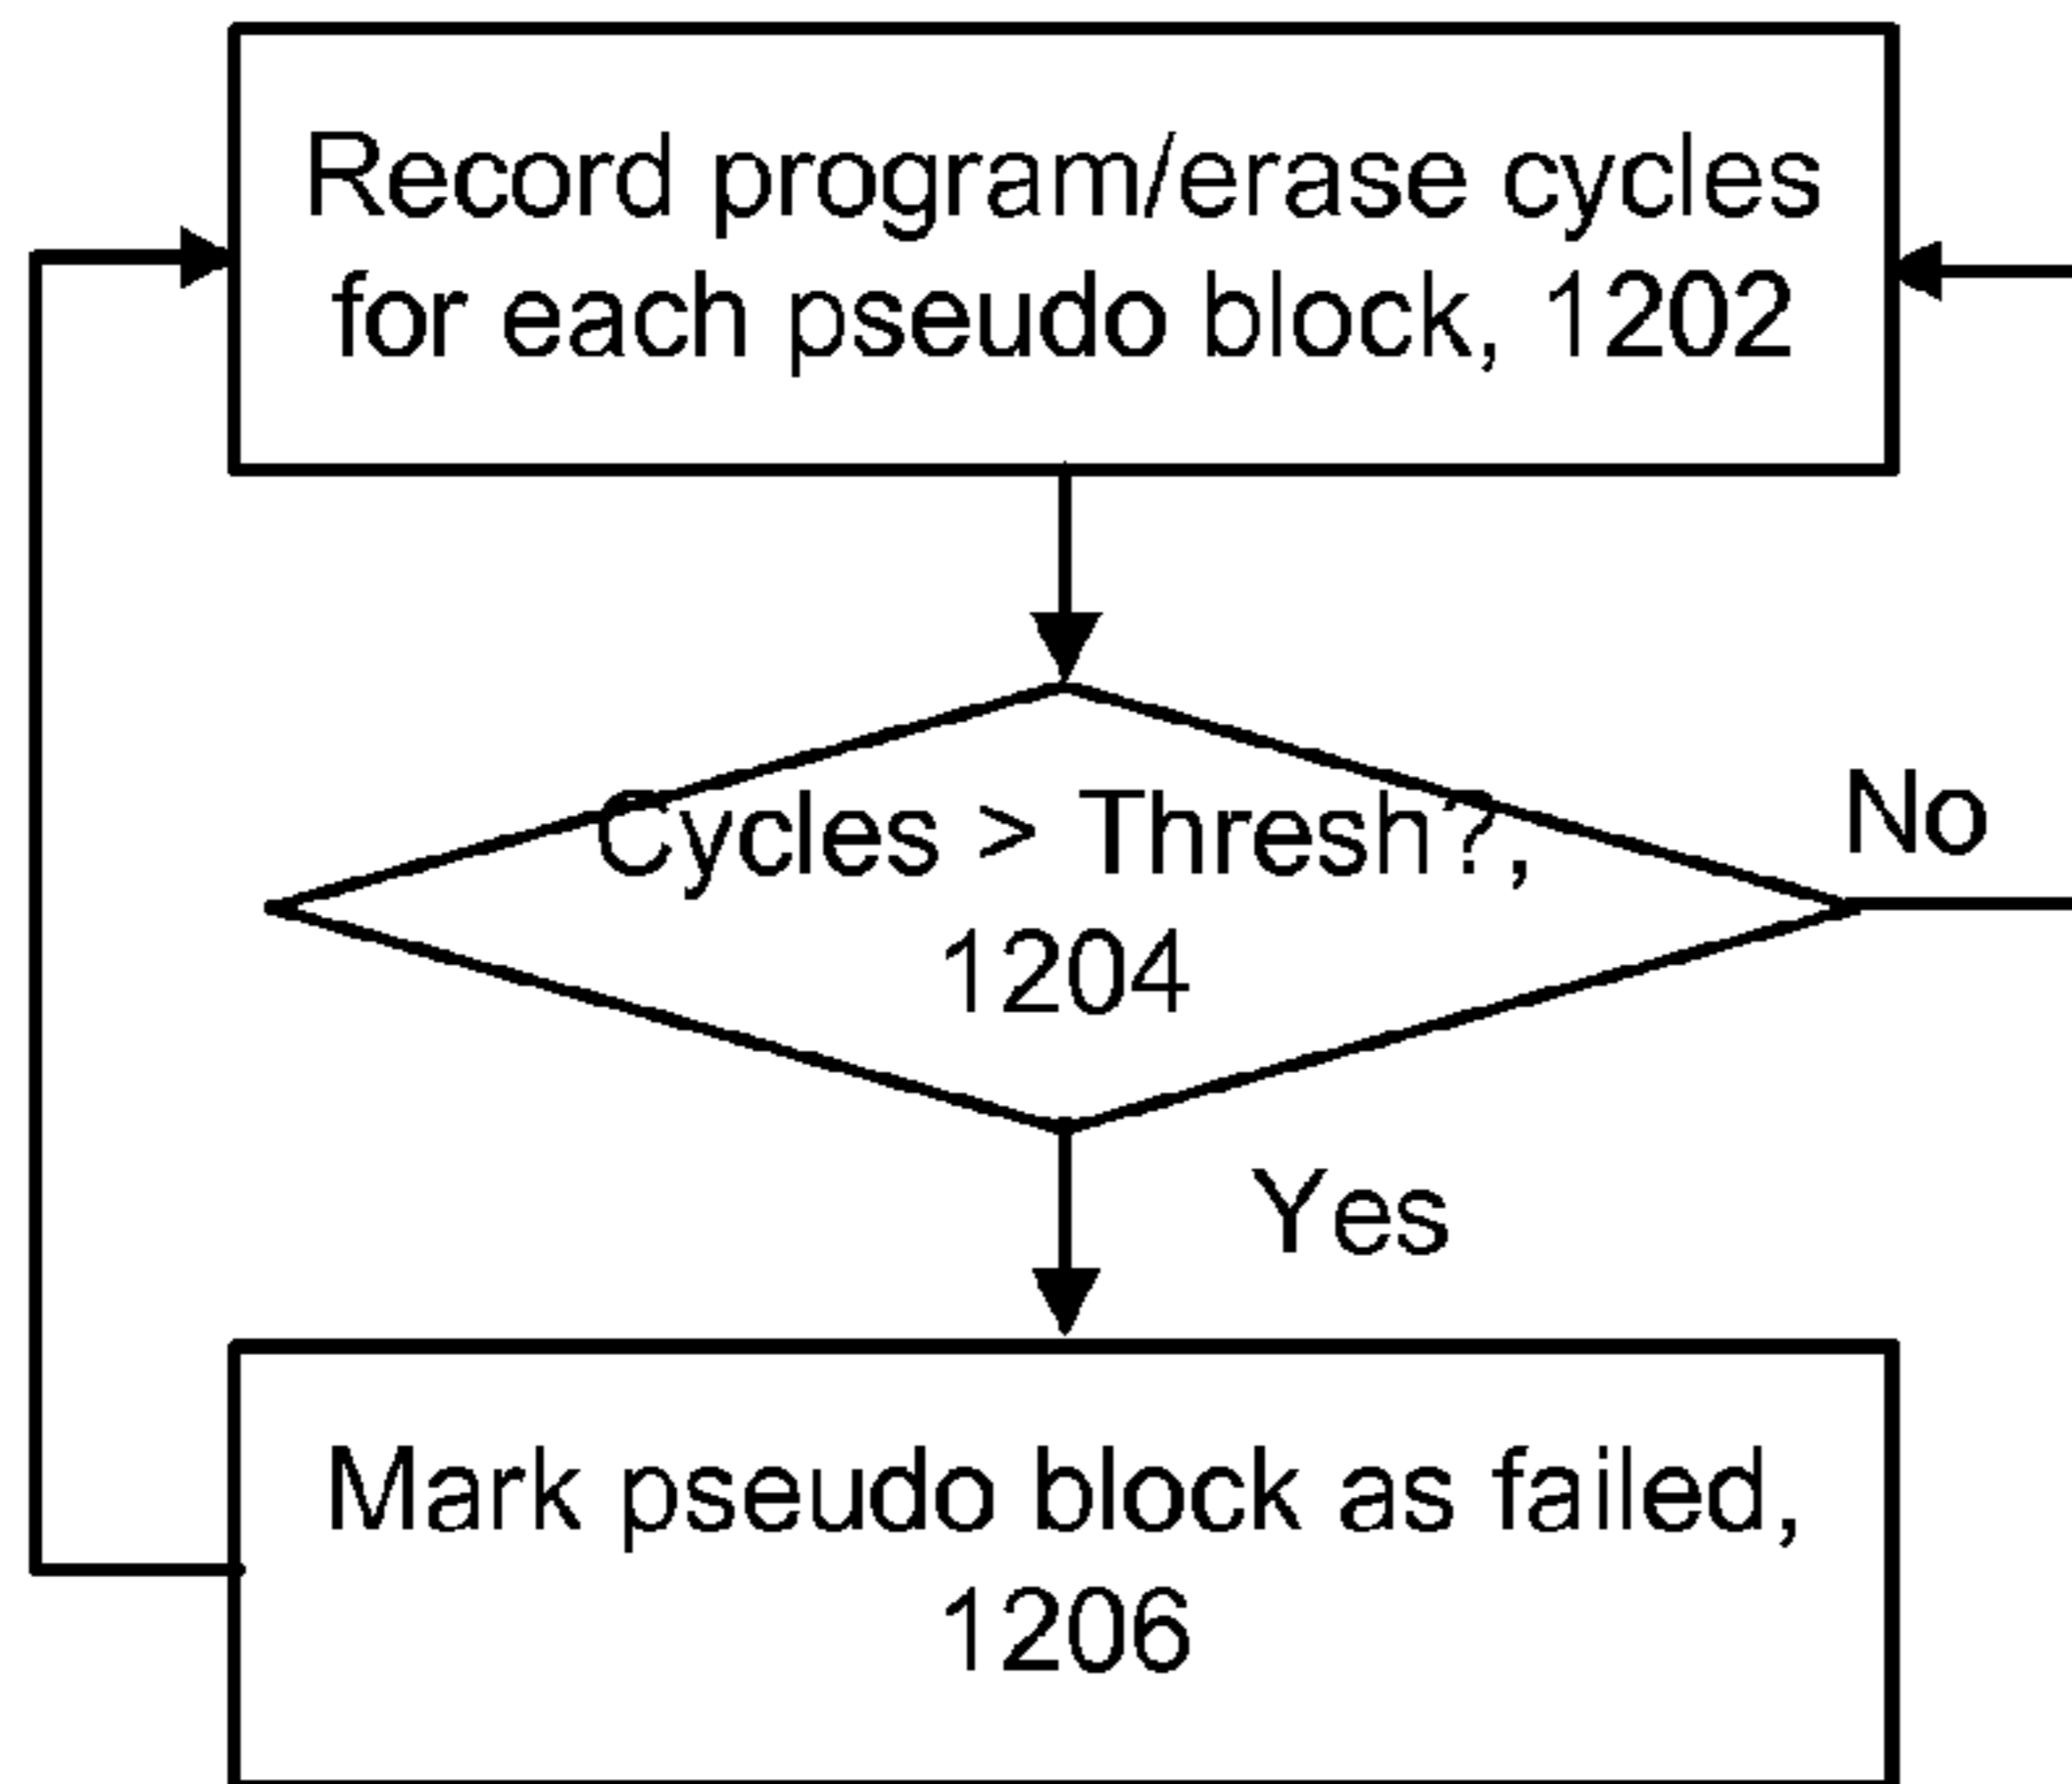 Record program/erase cycles
for each pseudo block, 1202
Cycles > Thresh?,
1204
No
Yes
Mark pseudo block as failed,
1206